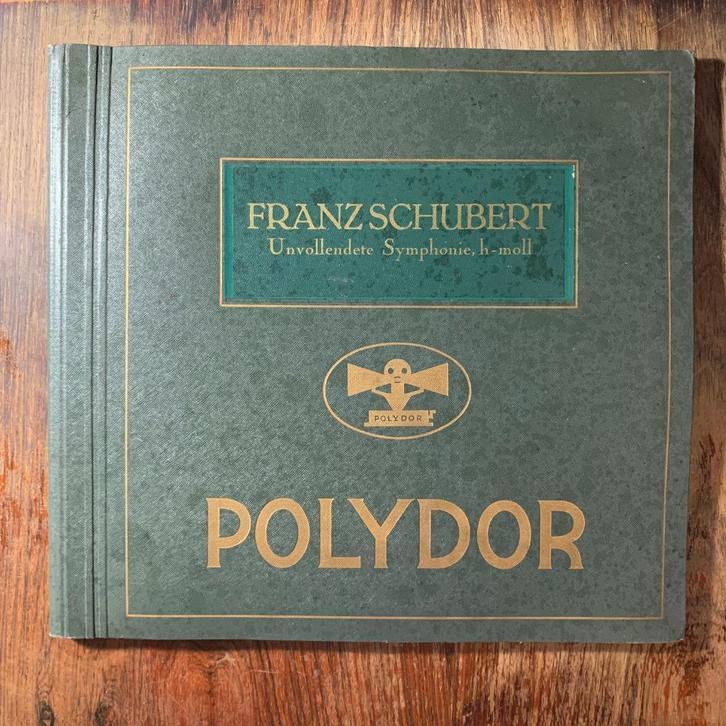 FRANZ SCHUBERT
Unvollendete Symphonie, h-moll
POLYDOR
POLYDOR